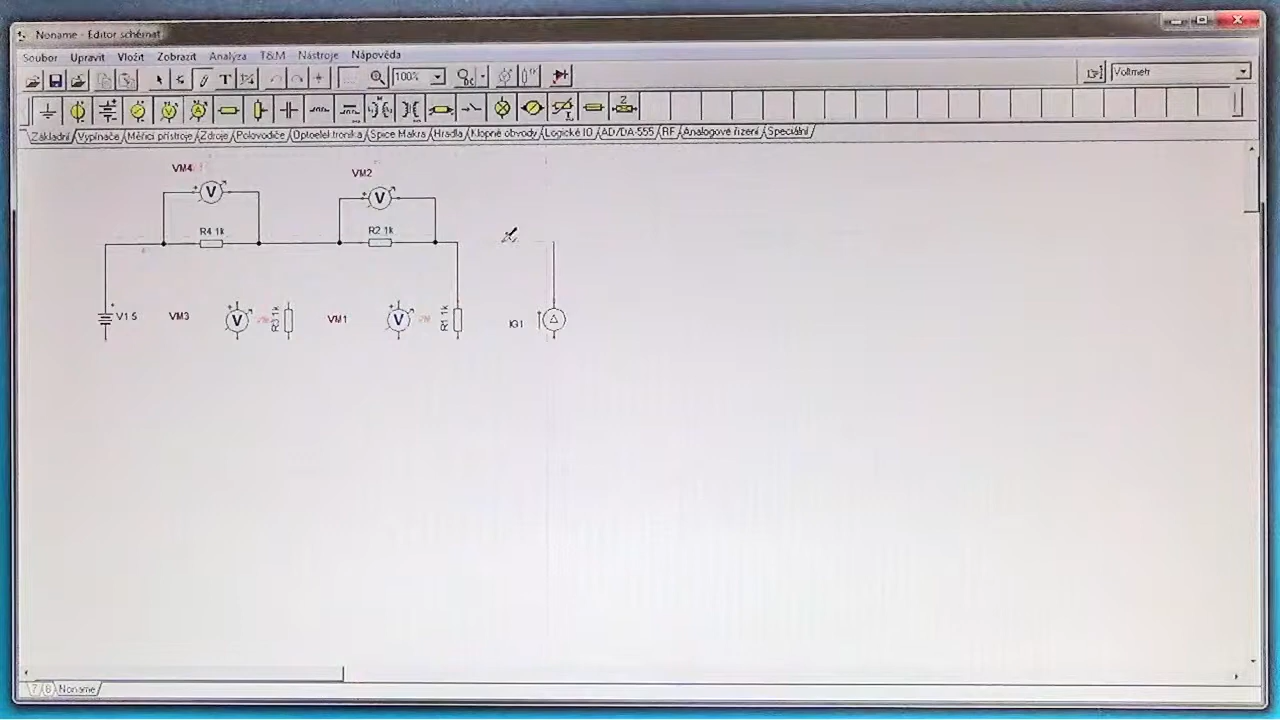 Noname - Editor schémat
Soubor Upravit Vložit Zobrazit Analýza T&M Nástroje Nápověda
T 100% Voltmetr
Základní Vypínače Měřicí přístroje Zdroje Polovodiče Optoelektronika Spice Makra Hradla Klopné obvody Logické IO AD/DA-555 RF Analogové řízení Speciální
VM4 VM2
V V
R4 1k R2 1k
V1 5 VM3 V R3 1k VM1 V R1 1k IG1
Noname